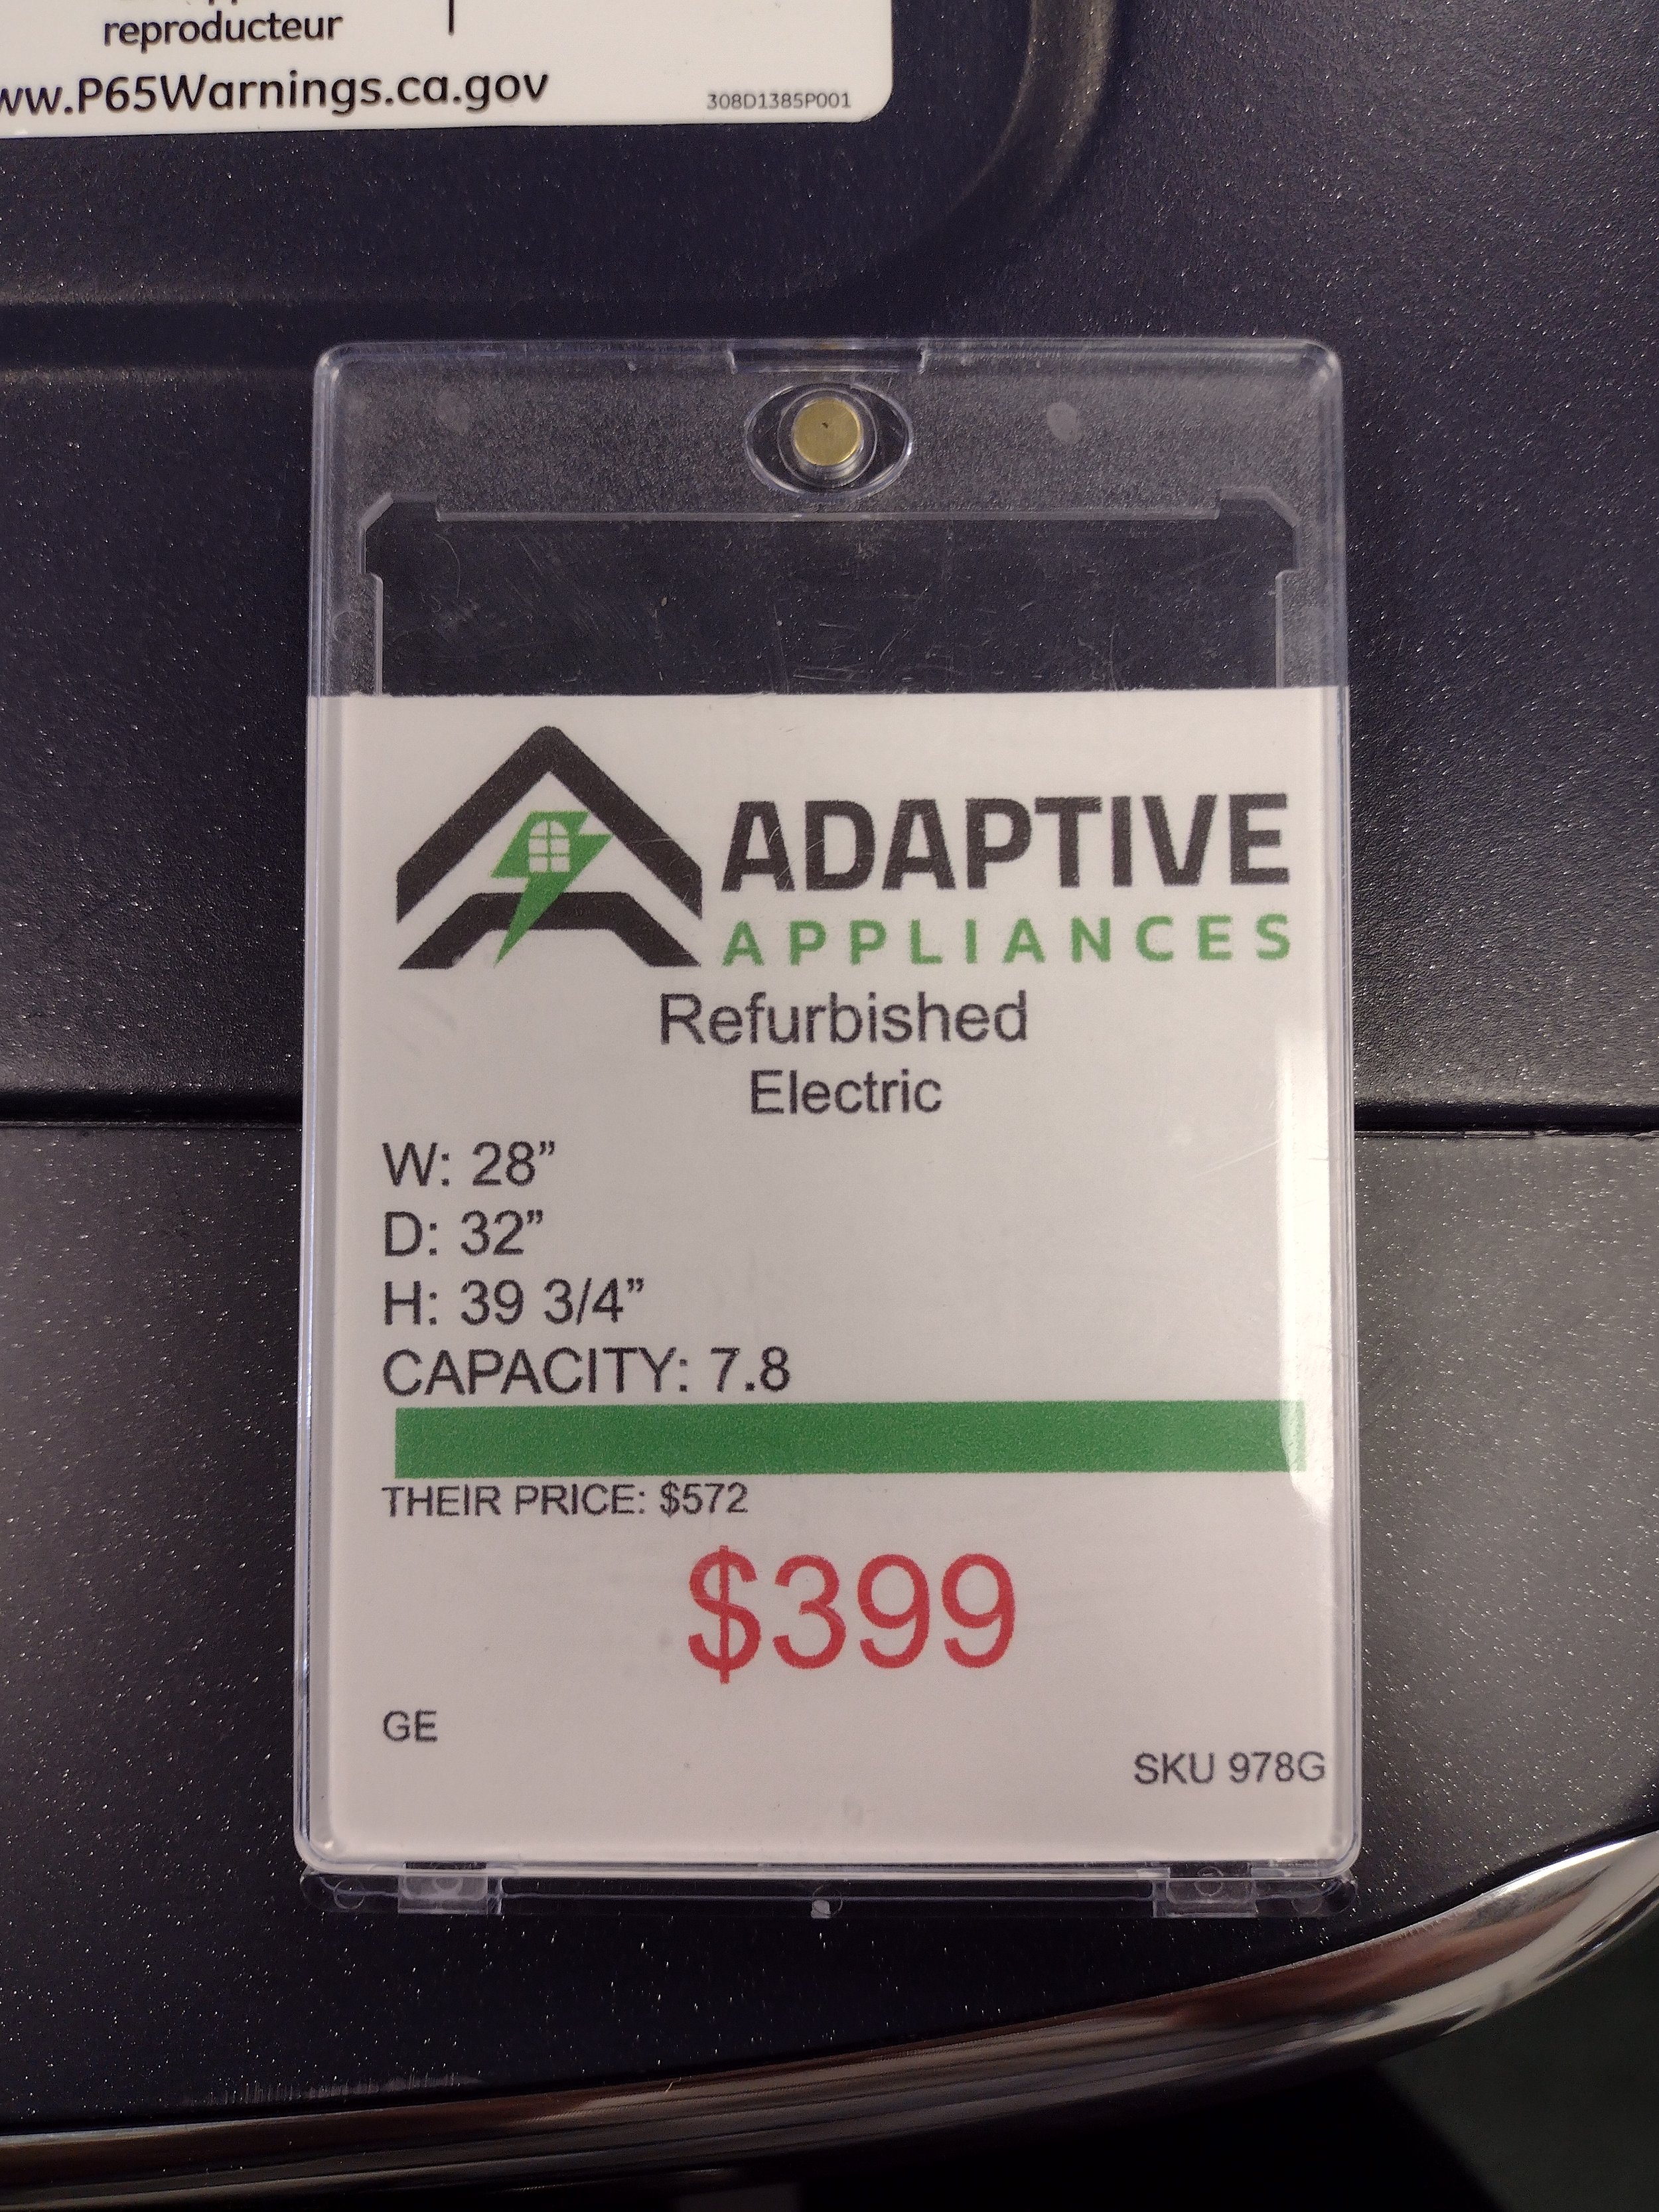 reproducteur
ww.P65Warnings.ca.gov
308D1385P001
ADAPTIVE
APPLIANCES
Refurbished
Electric
W: 28”
D: 32”
H: 39 3/4”
CAPACITY: 7.8
THEIR PRICE: $572
$399
GE
SKU 978G